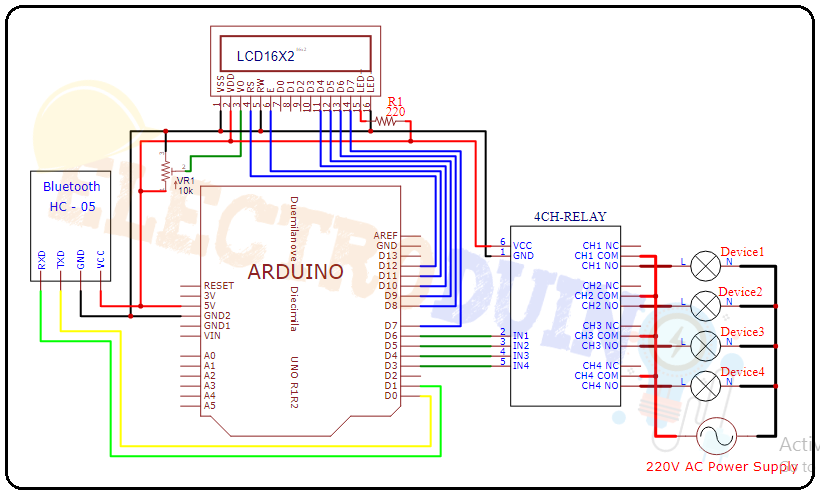 LCD16X2
VSS
VDD
VO
RS
RW
E
D0
D1
D2
D3
D4
D5
D6
D7
LED+
LED-
1
2
3
4
5
6
7
8
9
10
11
12
13
14
15
16
R1
220
VR1
10k
Bluetooth
HC - 05
RXD
TXD
GND
VCC
ELECTRODUINO
ARDUINO
Duemilanove
Diecimila
UNO R1R2
RESET
3V
5V
GND2
GND1
VIN
A0
A1
A2
A3
A4
A5
AREF
GND
D13
D12
D11
D10
D9
D8
D7
D6
D5
D4
D3
D2
D1
D0
4CH-RELAY
6 VCC
1 GND
2 IN1
3 IN2
4 IN3
5 IN4
CH1 NC
CH1 COM
CH1 NO
CH2 NC
CH2 COM
CH2 NO
CH3 NC
CH3 COM
CH3 NO
CH4 NC
CH4 COM
CH4 NO
Device1
L N
Device2
L N
Device3
L N
Device4
L N
220V AC Power Supply
Activ
Go to